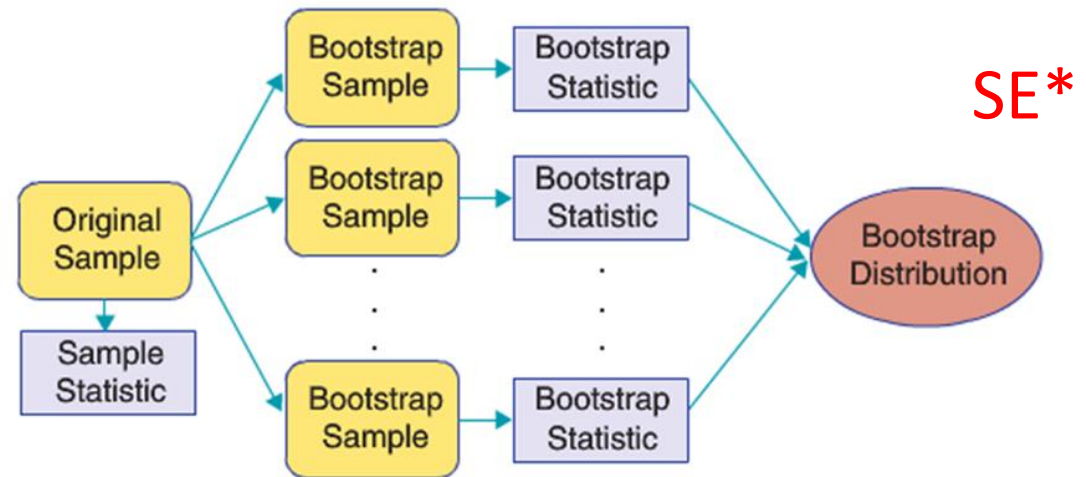 Bootstrap
Sample
Bootstrap
Statistic
SE*
Original
Sample
Sample
Statistic
Bootstrap
Sample
Bootstrap
Statistic
Bootstrap
Sample
Bootstrap
Statistic
Bootstrap
Distribution